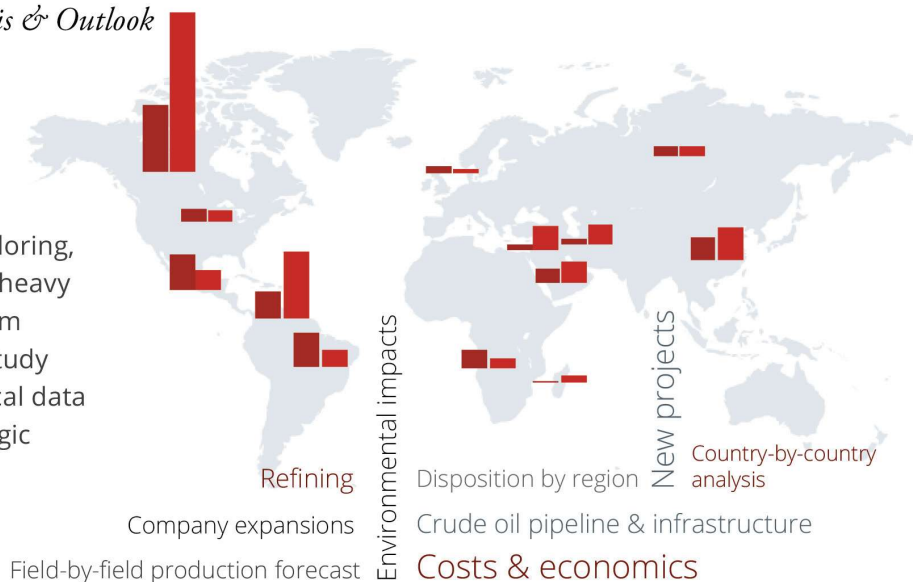 is & Outlook
loring,
heavy
m
tudy
cal data
gic
Environmental impacts
New projects
Refining
Disposition by region
Country-by-country
analysis
Company expansions
Crude oil pipeline & infrastructure
Field-by-field production forecast
Costs & economics